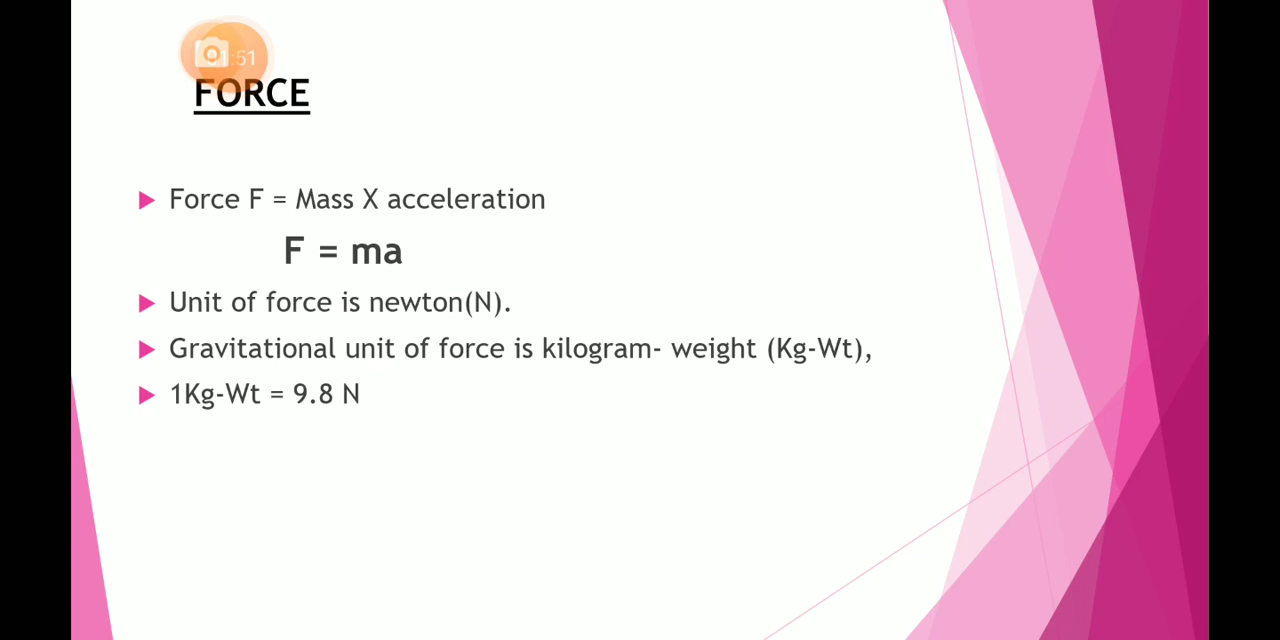 FORCE
Force F = Mass X acceleration
F = ma
Unit of force is newton(N).
Gravitational unit of force is kilogram- weight (Kg-Wt),
1Kg-Wt = 9.8 N